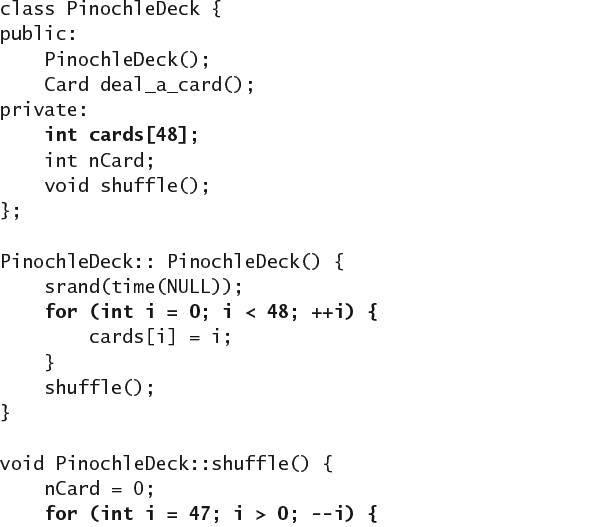 class PinochleDeck {
public:
    PinochleDeck();
    Card deal_a_card();
private:
    int cards[48];
    int nCard;
    void shuffle();
};

PinochleDeck:: PinochleDeck() {
    srand(time(NULL));
    for (int i = 0; i < 48; ++i) {
        cards[i] = i;
    }
    shuffle();
}

void PinochleDeck::shuffle() {
    nCard = 0;
    for (int i = 47; i > 0; --i) {